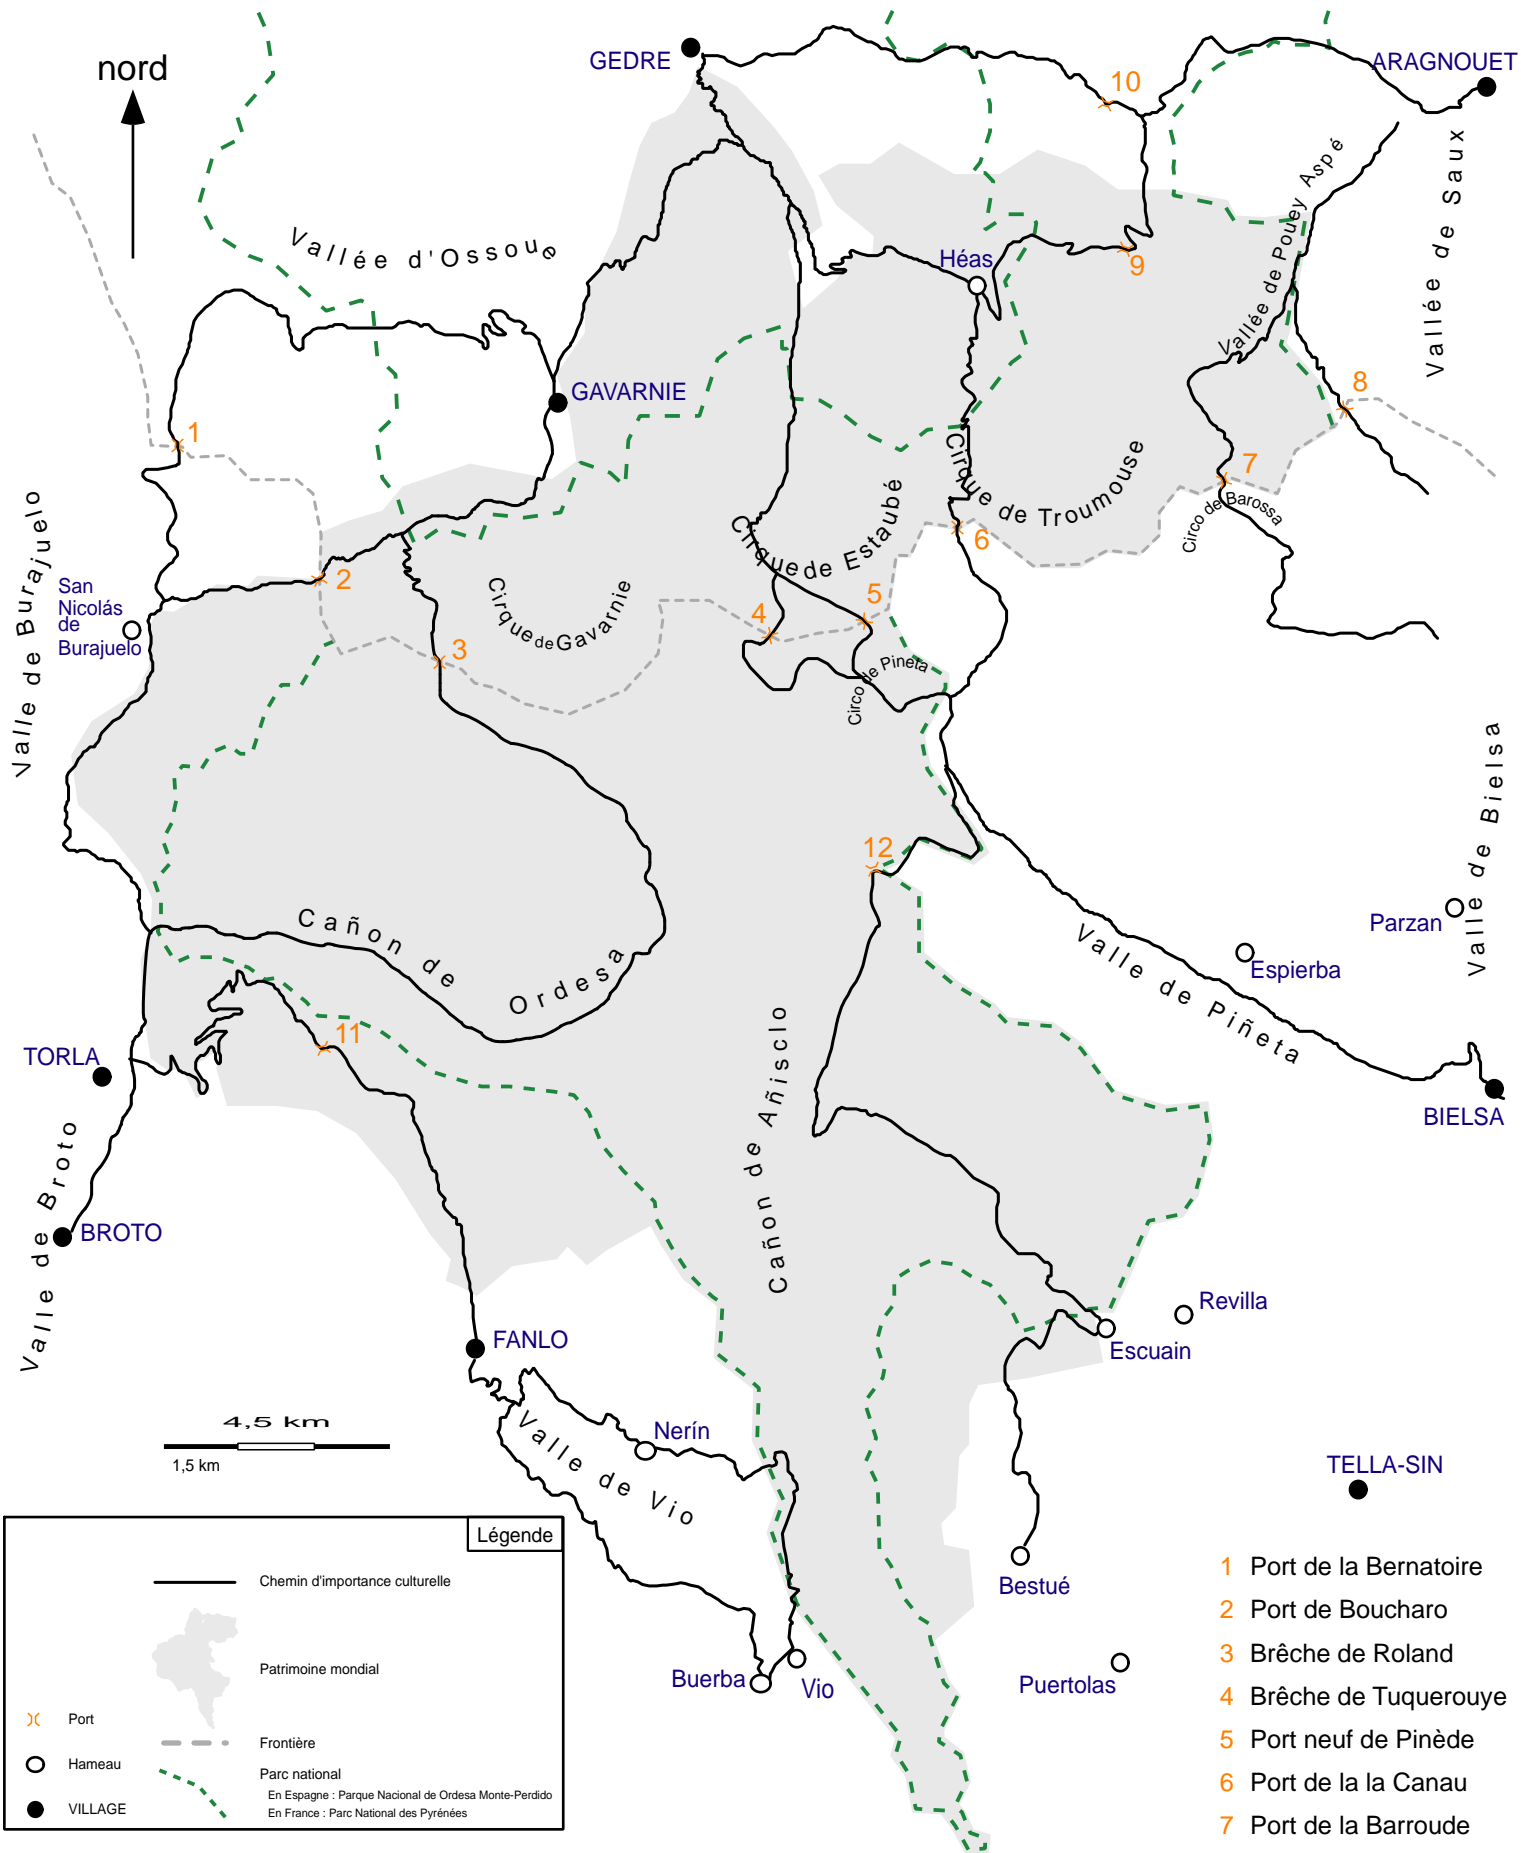 nord
GEDRE
ARAGNOUET
10
Vallée de Saux
Vallée de Pouey Aspé
Vallée d'Ossoue
Héas
9
GAVARNIE
8
1
Cirque de Troumouse
7
Circo de Barossa
Valle de Burajuelo
Cirque de Estaubé
6
San
Nicolás
de
Burajuelo
2
Cirque de Gavarnie
4
5
3
Circo de Pineta
Valle de Bielsa
12
Cañon de Ordesa
Parzan
Espierba
Valle de Piñeta
11
TORLA
BIELSA
Cañon de Añisclo
Valle de Broto
BROTO
Revilla
FANLO
Escuain
4,5 km
1,5 km
Nerín
Valle de Vio
TELLA-SIN
Bestué
Buerba
Vio
Puertolas
Légende
Chemin d'importance culturelle
Patrimoine mondial
Port
Frontière
Hameau
Parc national
En Espagne : Parque Nacional de Ordesa Monte-Perdido
VILLAGE
En France : Parc National des Pyrénées
1 Port de la Bernatoire
2 Port de Boucharo
3 Brêche de Roland
4 Brêche de Tuquerouye
5 Port neuf de Pinède
6 Port de la la Canau
7 Port de la Barroude